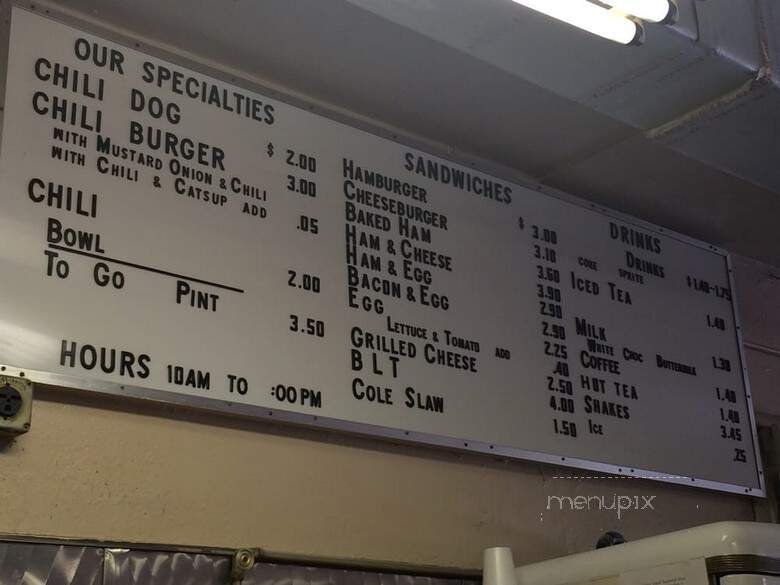 OUR SPECIALTIES
CHILI DOG $ 2.00
CHILI BURGER 3.00
WITH MUSTARD ONION & CHILI
WITH CHILI & CATSUP ADD .05
CHILI
BOWL 2.00
TO GO PINT 3.50
HOURS 10AM TO :00PM
SANDWICHES
HAMBURGER $ 3.00
CHEESEBURGER 3.10
BAKED HAM 3.60
HAM & CHEESE 3.90
HAM & EGG 2.90
BACON & EGG 2.90
EGG 2.25
LETTUCE & TOMATO ADD .40
GRILLED CHEESE 2.50
BLT 4.00
COLE SLAW 1.50
DRINKS
DRINKS $1.40-1.75
COKE SPRITE
ICED TEA 1.40
MILK 1.30
WHITE CHOC BUTTERMILK
COFFEE 1.40
HOT TEA 1.40
SHAKES 3.45
ICE .25
menupix